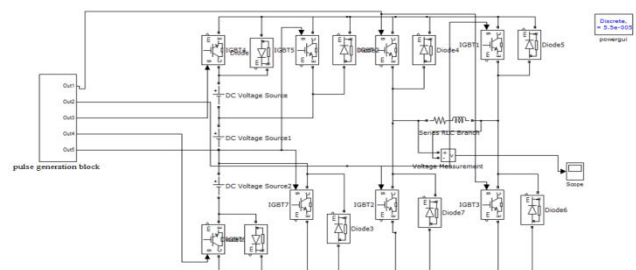 Discrete,
= 5.5e-005
powergui
IGBT4
Diode
IGBT5
Diode4
IGBT1
Diode5
Out1
Out2
Out3
Out4
Out5
pulse generation block
DC Voltage Source
DC Voltage Source1
DC Voltage Source2
Series RLC Branch
Voltage Measurement
Scope
IGBT7
Diode3
IGBT2
Diode7
IGBT3
Diode6